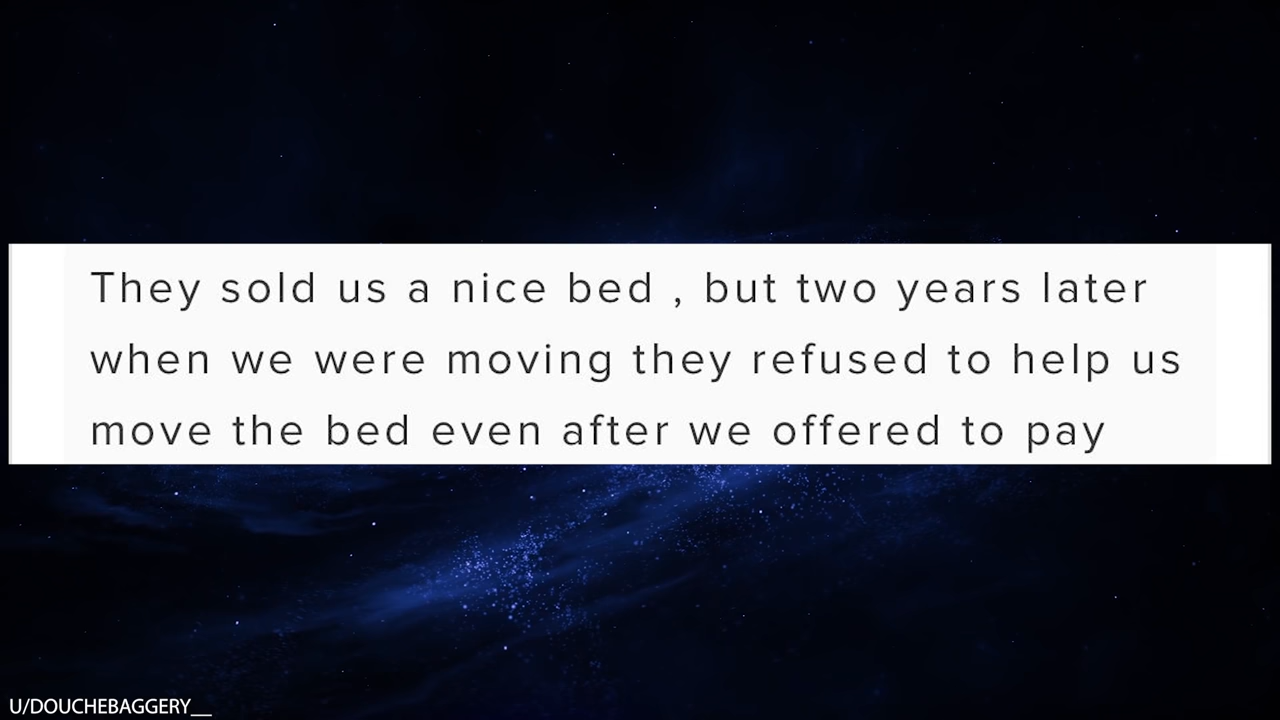 They sold us a nice bed , but two years later
when we were moving they refused to help us
move the bed even after we offered to pay
U/DOUCHEBAGGERY__